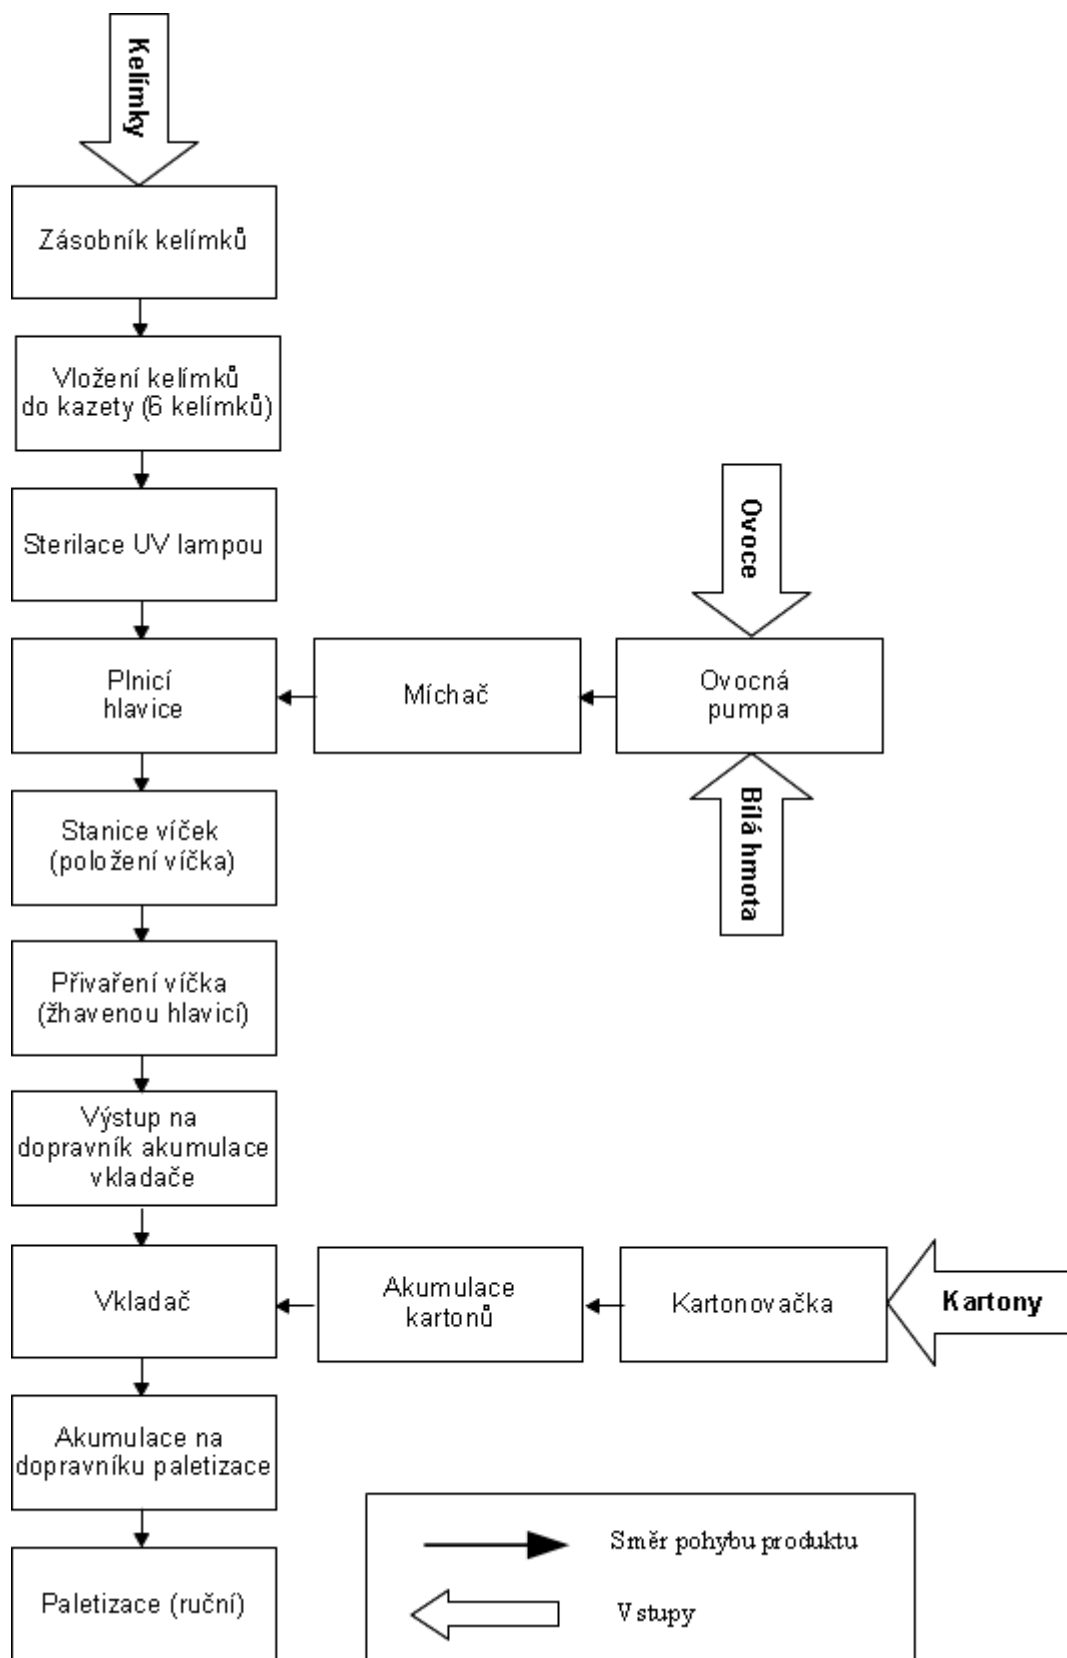 Kelímky
Zásobník kelímků
Vložení kelímků
do kazety (6 kelímků)
Sterilace UV lampou
Ovoce
Plnicí
hlavice
Míchač
Ovocná
pumpa
Bílá hmota
Stanice víček
(položení víčka)
Přivaření víčka
(žhavenou hlavicí)
Výstup na
dopravník akumulace
vkladače
Vkladač
Akumulace
kartonů
Kartonovačka
Kartony
Akumulace na
dopravníku paletizace
Paletizace (ruční)
Směr pohybu produktu
Vstupy